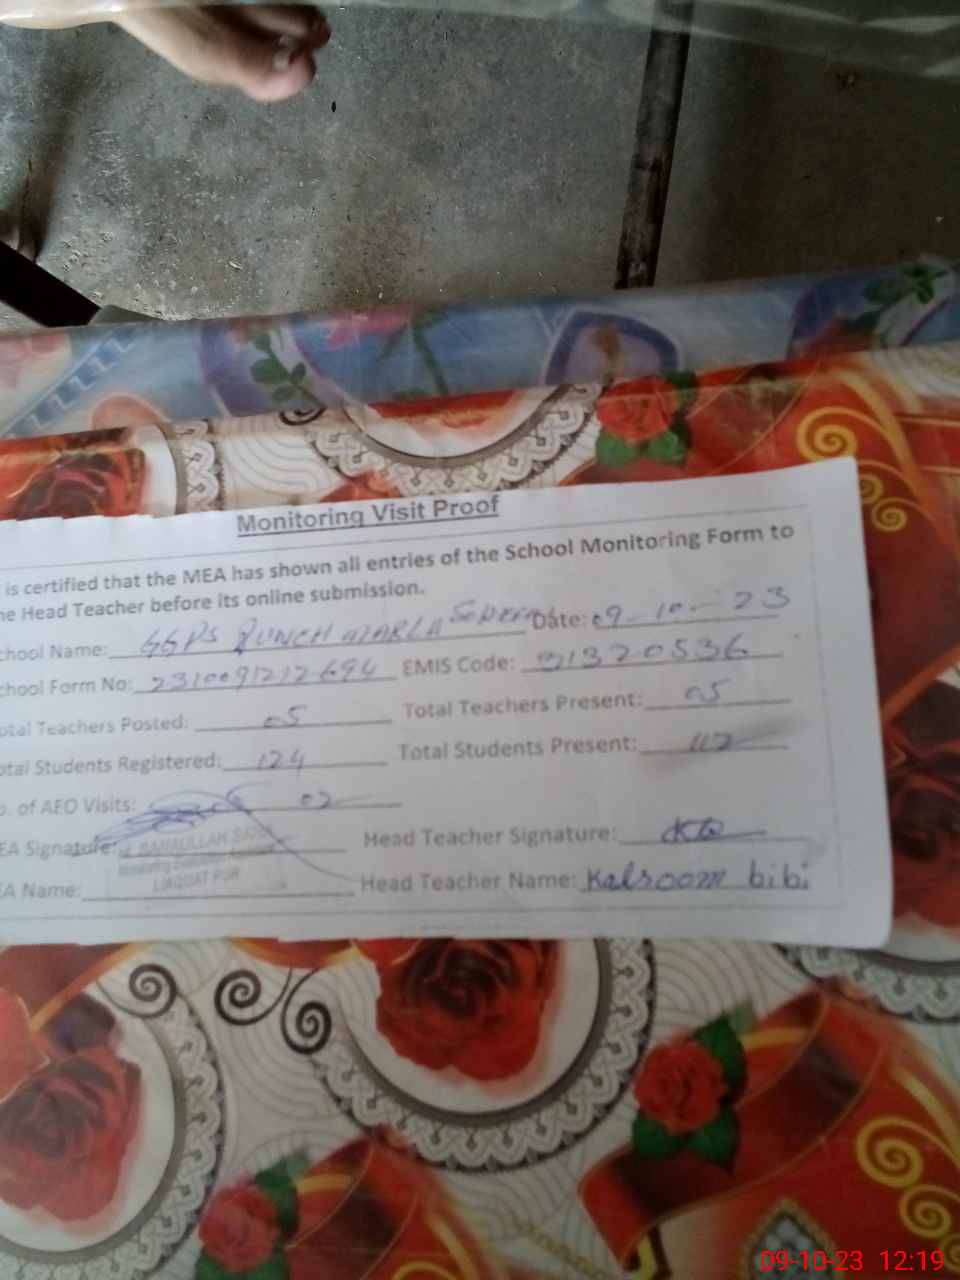 Monitoring Visit Proof
is certified that the MEA has shown all entries of the School Monitoring Form to
he Head Teacher before its online submission.
chool Name: GGPS PUNCH MARLA Date: 09-10-23
chool Form No: 2310091212694 EMIS Code: 31320536
otal Teachers Posted: 05 Total Teachers Present: 05
otal Students Registered: 124 Total Students Present: 112
o. of AEO Visits: 02
EA Signature: Head Teacher Signature:
BAHAULLAH
LIAQUAT PUR
EA Name: Head Teacher Name: Kalsoom bibi
09-10-23 12:19